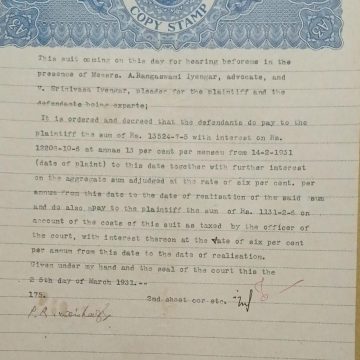 COPY STAMP
This suit coming on this day for hearing beforeme in the
presence of Messrs. A.Rangaswami Iyengar, advocate, and
V. Srinivasa Iyengar, pleader for the plaintiff and the
defendants being exparte;
It is ordered and decreed that the defendants do pay to the
plaintiff the sum of Rs. 13524-7-5 with interest on Rs.
12208-10-6 at annas 13 per cent per mensem from 14-2-1931
(date of plaint) to this date together with further interest
on the aggregate sum adjudged at the rate of six per cent. per
annum from this date to the date of realisation of the said sum
and do also apay to the plaintiff the sum of Rs. 1231-2-6 on
account of the costs of this suit as taxed by the officer of
the court, with interest thereon at the rate of six per cent
per annum from this date to the date of realisation.
Given under my hand and the seal of the court this the
5th day of March 1931.--
175. 2nd sheet cor-etc.